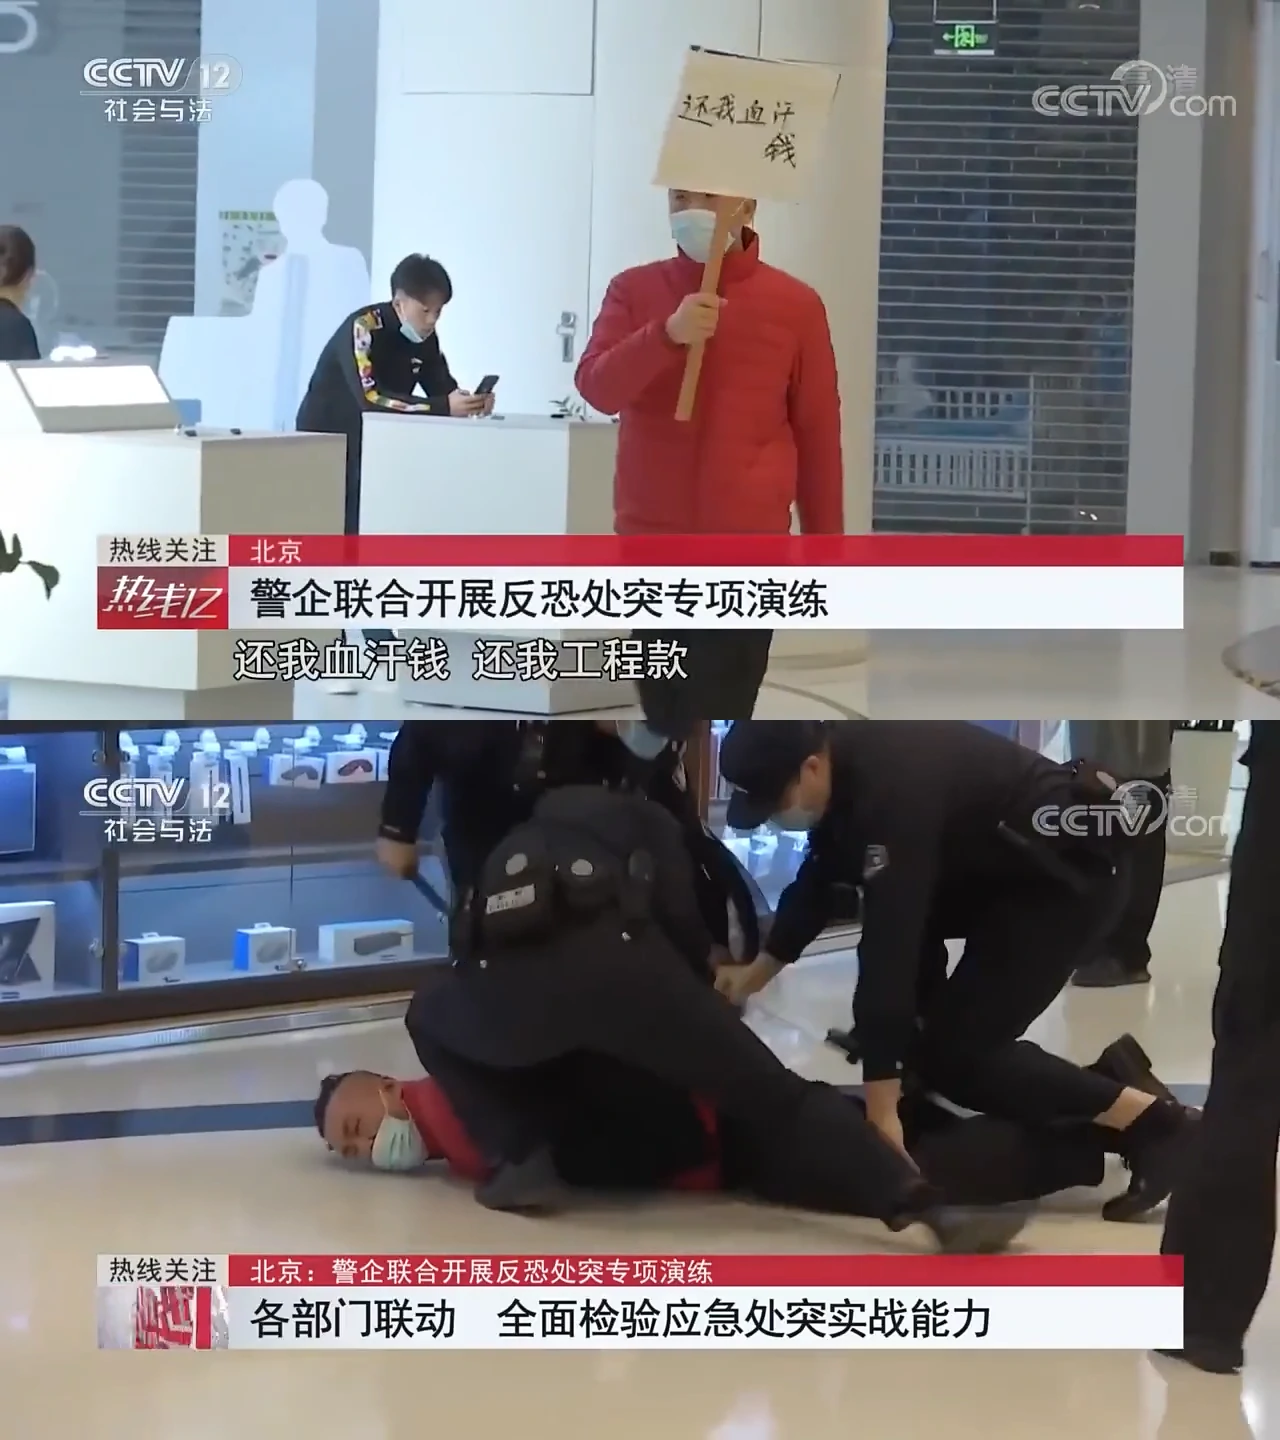 CCTV 12
社会与法
高清
CCTV.com
还我血汗
钱
热线关注
北京
热线12
警企联合开展反恐处突专项演练
还我血汗钱 还我工程款
CCTV 12
社会与法
高清
CCTV.com
热线关注
北京：警企联合开展反恐处突专项演练
各部门联动 全面检验应急处突实战能力